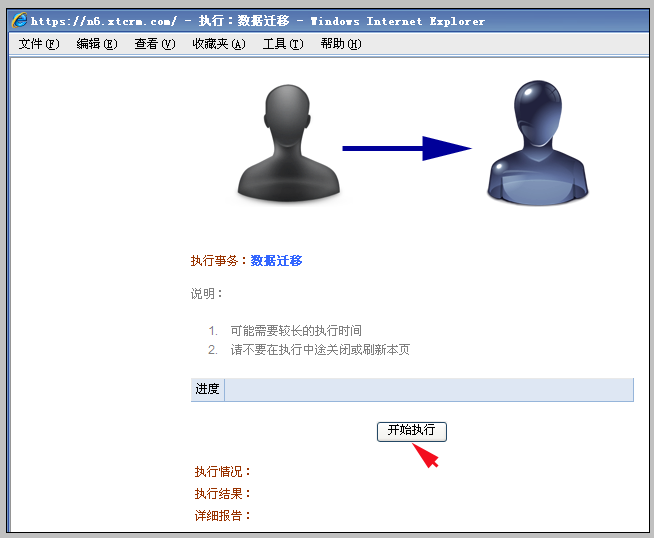 https://n6.xtcrm.com/ - 执行：数据迁移 - Windows Internet Explorer
文件(F) 编辑(E) 查看(V) 收藏夹(A) 工具(T) 帮助(H)
执行事务：数据迁移
说明：
1. 可能需要较长的执行时间
2. 请不要在执行中途关闭或刷新本页
进度
开始执行
执行情况：
执行结果：
详细报告：